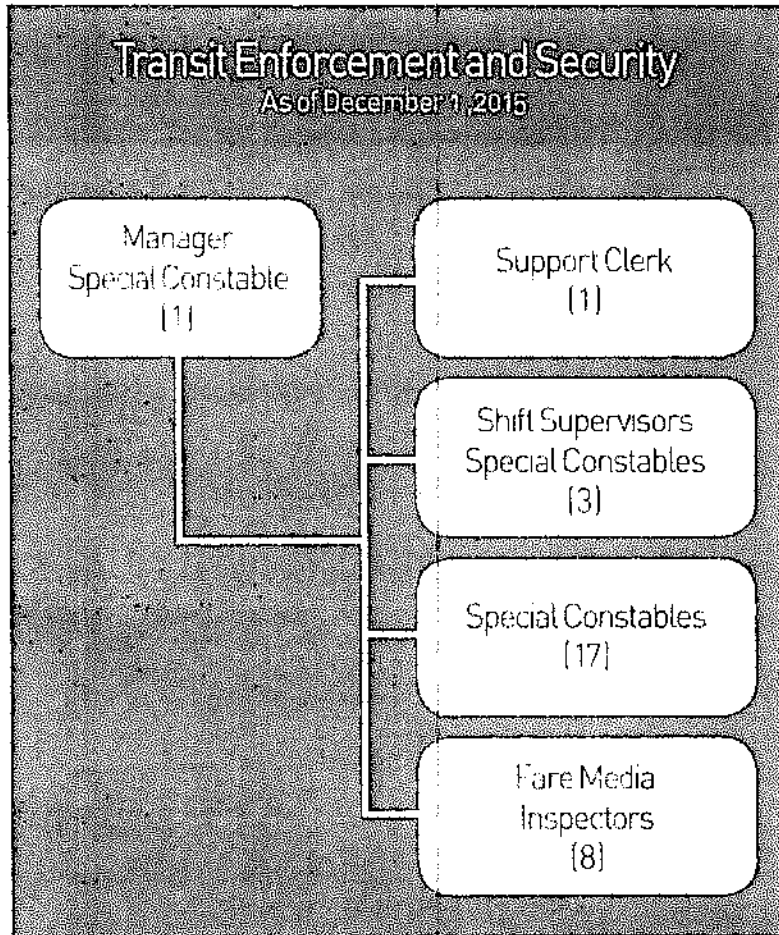 Transit Enforcement and Security
As of December 1, 2015
Manager
Special Constable
(1)
Support Clerk
(1)
Shift Supervisors
Special Constables
(3)
Special Constables
(17)
Fare Media
Inspectors
(8)